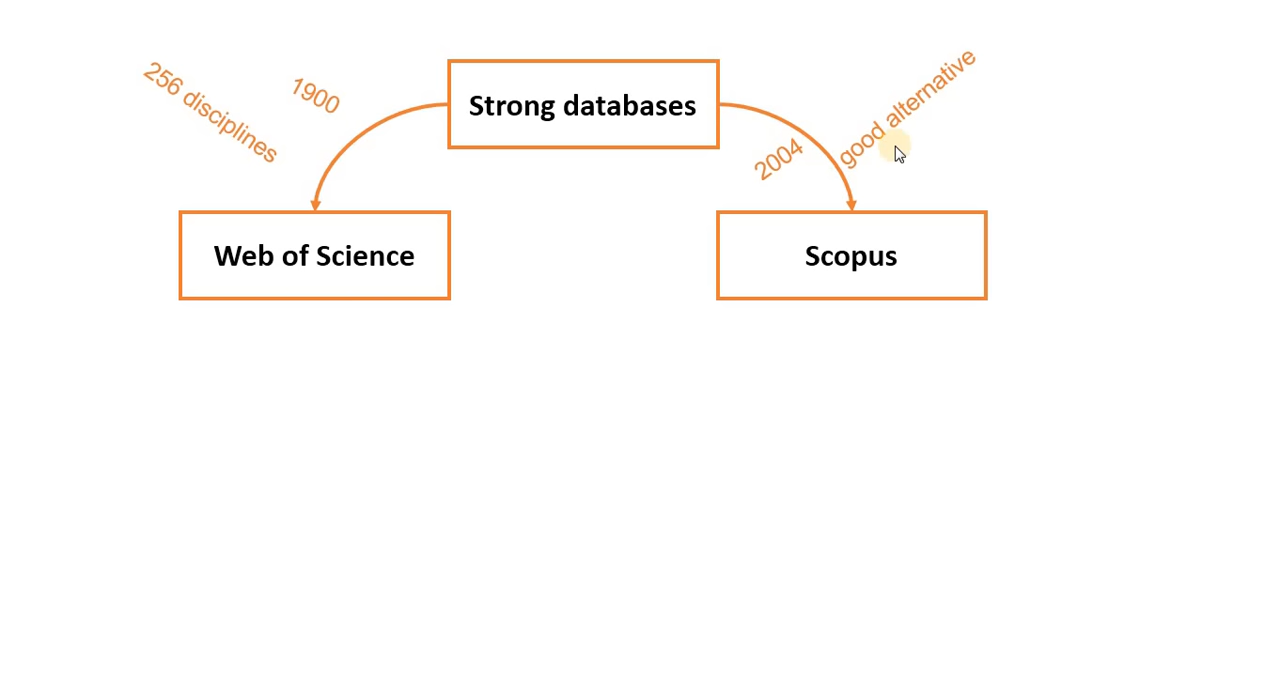 Strong databases
256 disciplines
1900
2004
good alternative
Web of Science
Scopus